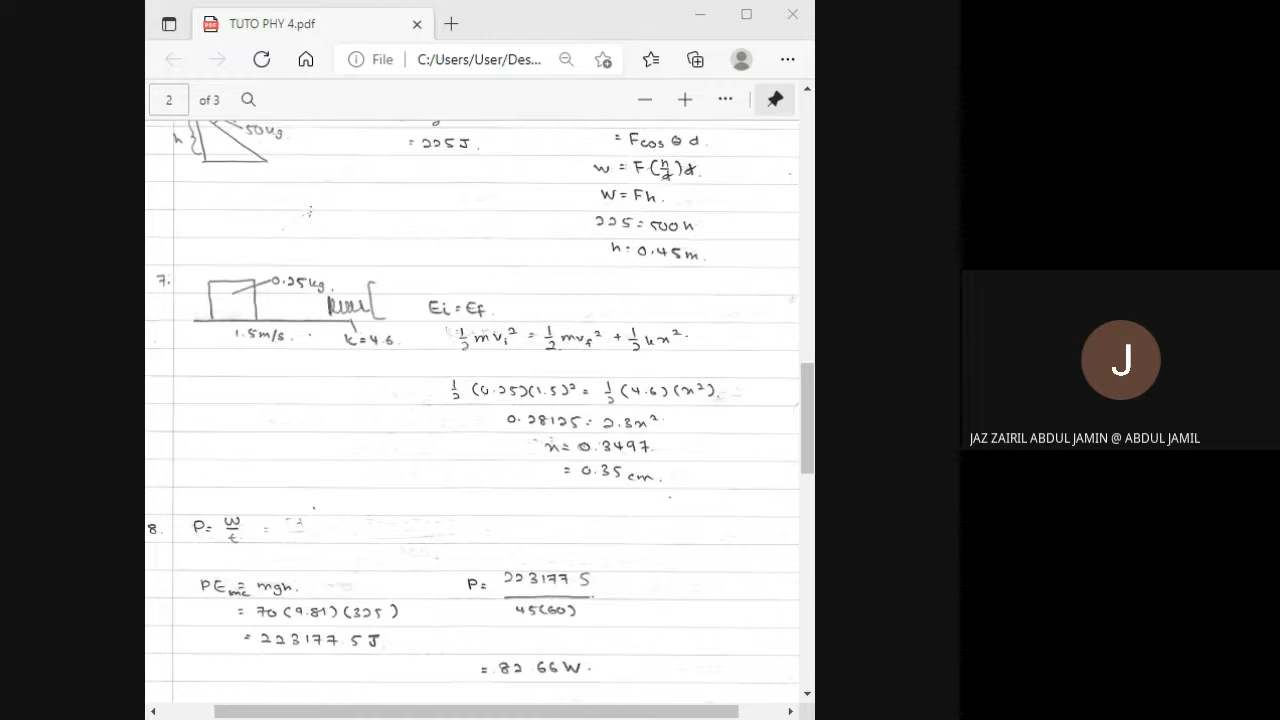 TUTO PHY 4.pdf
File
C:/Users/User/Des...
2
of 3
50kg
h
= 225 J.
= Fcos θ d.
W = F(h/d)d.
W = Fh.
225 = 500h
h = 0.45m.
7.
0.25kg.
1.5m/s.
k = 4.6.
Ei = Ef.
1/2 mvi² = 1/2 mvf² + 1/2 kx².
1/2 (0.25)(1.5)² = 1/2 (4.6)(x²).
0.28125 = 2.3x².
x = 0.3497.
= 0.35 cm.
8.
P = W/t =
PE = mgh.
= 70(9.81)(325)
= 223177.5 J.
P = 223177.5 / 45(60)
= 82.66 W.
J
JAZ ZAIRIL ABDUL JAMIN @ ABDUL JAMIL